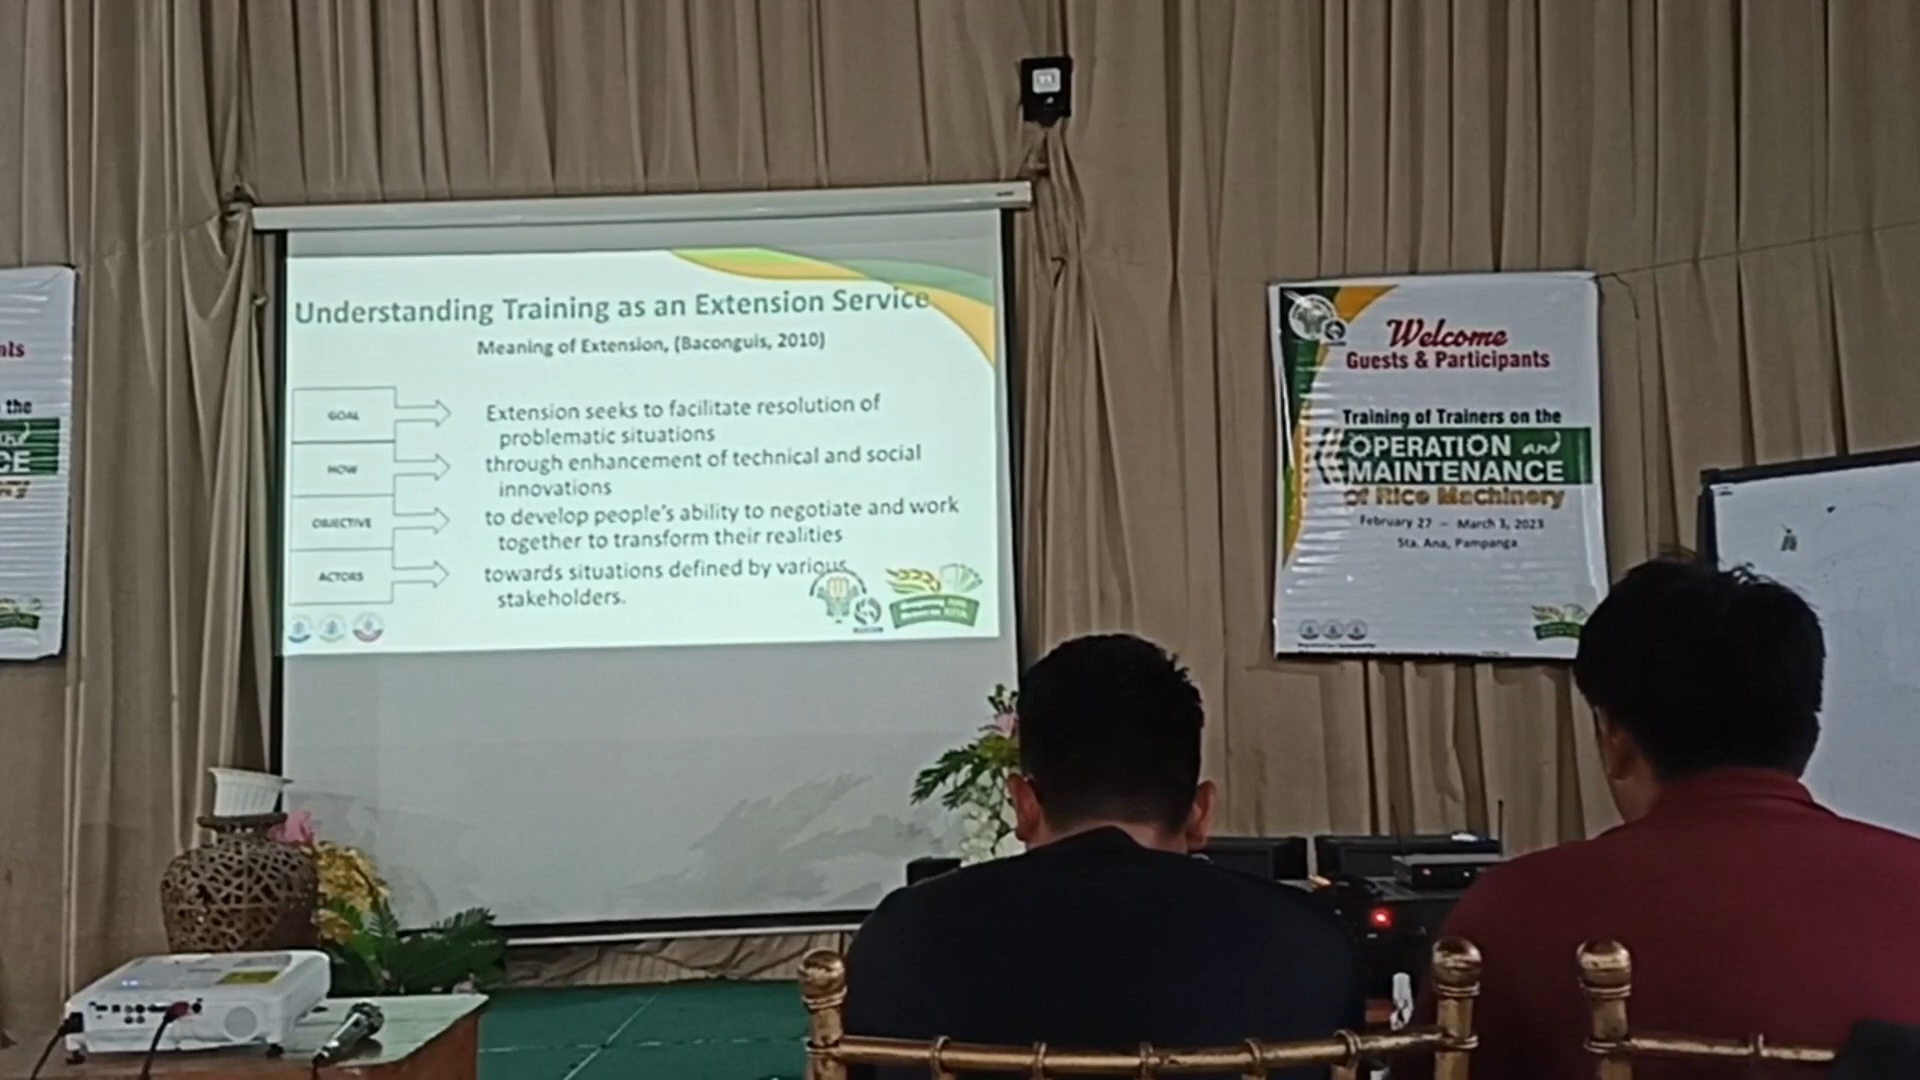 Understanding Training as an Extension Service
Meaning of Extension, (Baconguis, 2010)
GOAL
Extension seeks to facilitate resolution of
problematic situations
HOW
through enhancement of technical and social
innovations
OBJECTIVE
to develop people's ability to negotiate and work
together to transform their realities
ACTORS
towards situations defined by various
stakeholders.
Welcome
Guests & Participants
Training of Trainers on the
OPERATION and
MAINTENANCE
of Rice Machinery
February 27 – March 3, 2023
Sta. Ana, Pampanga
the
CE